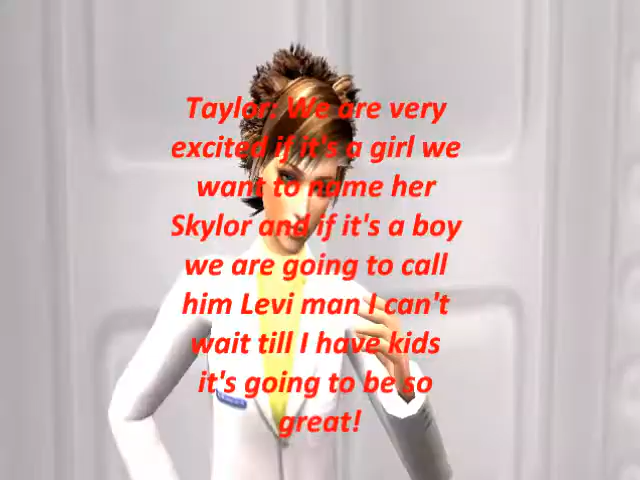 Taylor: We are very
excited if it's a girl we
want to name her
Skylor and if it's a boy
we are going to call
him Levi man I can't
wait till I have kids
it's going to be so
great!